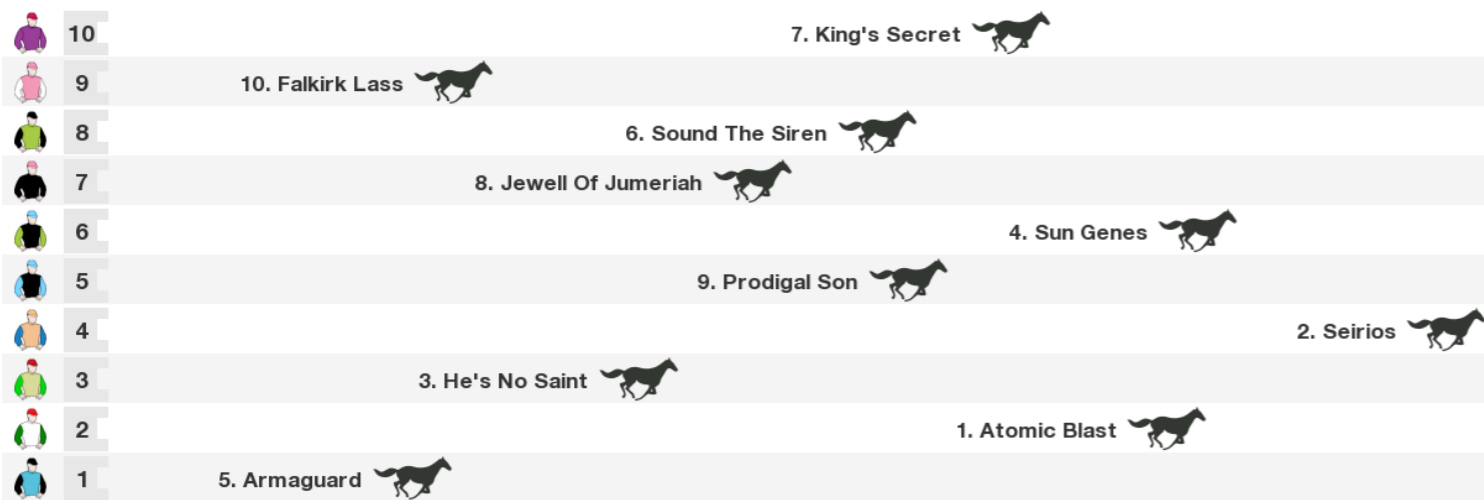 10 7. King's Secret
9 10. Falkirk Lass
8 6. Sound The Siren
7 8. Jewell Of Jumeriah
6 4. Sun Genes
5 9. Prodigal Son
4 2. Seirios
3 3. He's No Saint
2 1. Atomic Blast
1 5. Armaguard